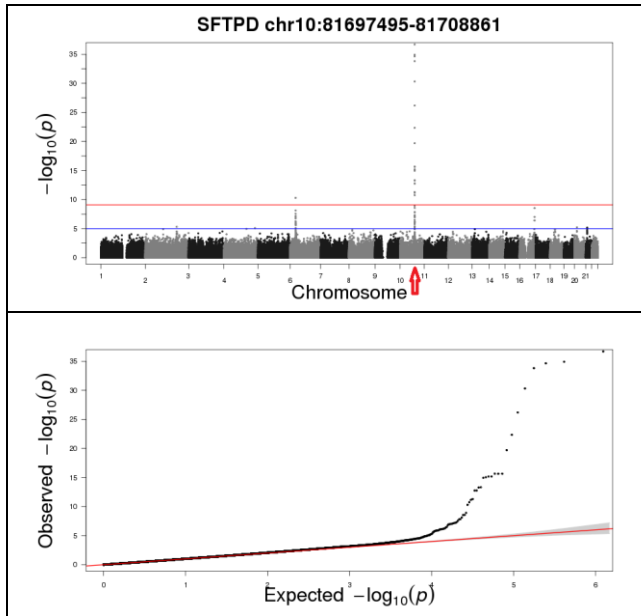 SFTPD chr10:81697495-81708861
−log₁₀(p)
35
30
25
20
15
10
5
0
1 2 3 4 5 6 7 8 9 10 11 12 13 14 15 16 17 18 19 20 21
Chromosome
Observed −log₁₀(p)
35
30
25
20
15
10
5
0
0 1 2 3 4 5 6
Expected −log₁₀(p)